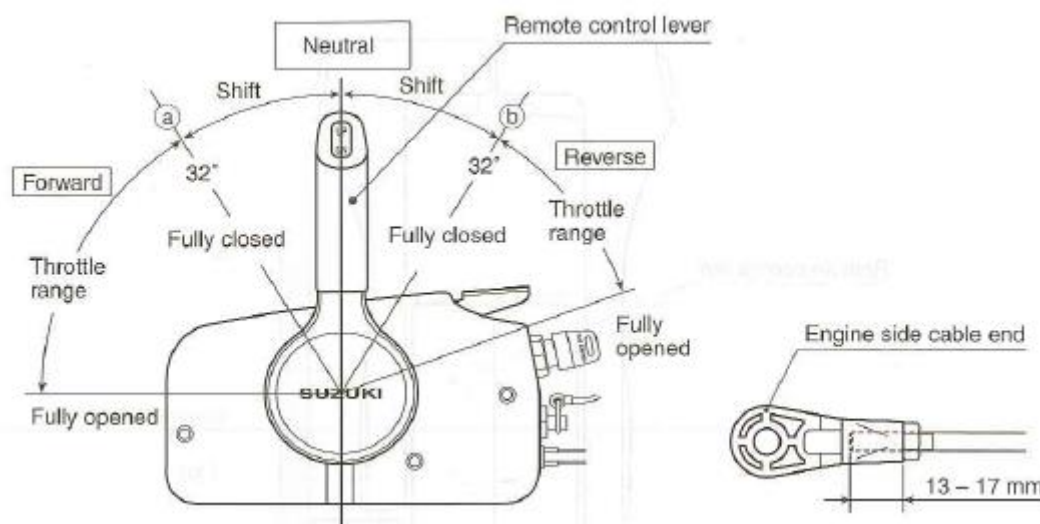 Neutral
Remote control lever
Shift
Shift
a
b
32°
32°
Forward
Reverse
Fully closed
Fully closed
Throttle
range
Throttle
range
Fully
opened
Fully opened
SUZUKI
Engine side cable end
13 – 17 mm